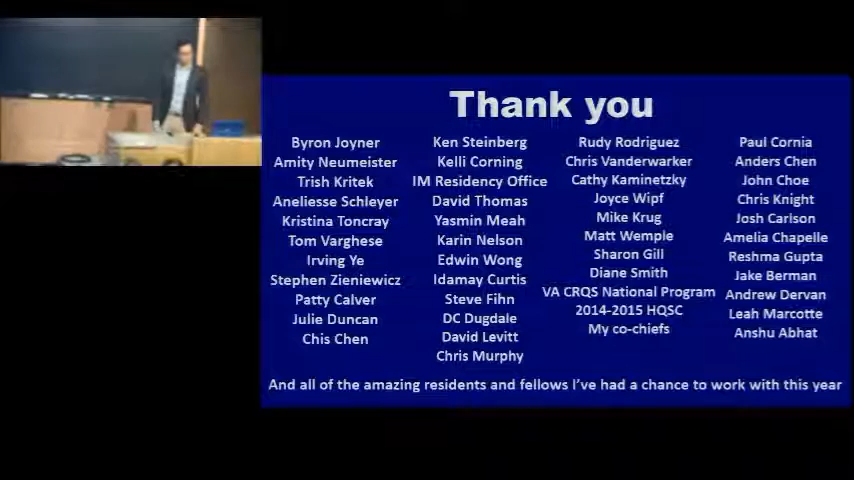 Thank you
Byron Joyner
Amity Neumeister
Trish Kritek
Aneliesse Schleyer
Kristina Toncray
Tom Varghese
Irving Ye
Stephen Zieniewicz
Patty Calver
Julie Duncan
Chis Chen
Ken Steinberg
Kelli Corning
IM Residency Office
David Thomas
Yasmin Meah
Karin Nelson
Edwin Wong
Idamay Curtis
Steve Fihn
DC Dugdale
David Levitt
Chris Murphy
Rudy Rodriguez
Chris Vanderwarker
Cathy Kaminetzky
Joyce Wipf
Mike Krug
Matt Wemple
Sharon Gill
Diane Smith
VA CRQS National Program
2014-2015 HQSC
My co-chiefs
Paul Cornia
Anders Chen
John Choe
Chris Knight
Josh Carlson
Amelia Chapelle
Reshma Gupta
Jake Berman
Andrew Dervan
Leah Marcotte
Anshu Abhat
And all of the amazing residents and fellows I've had a chance to work with this year